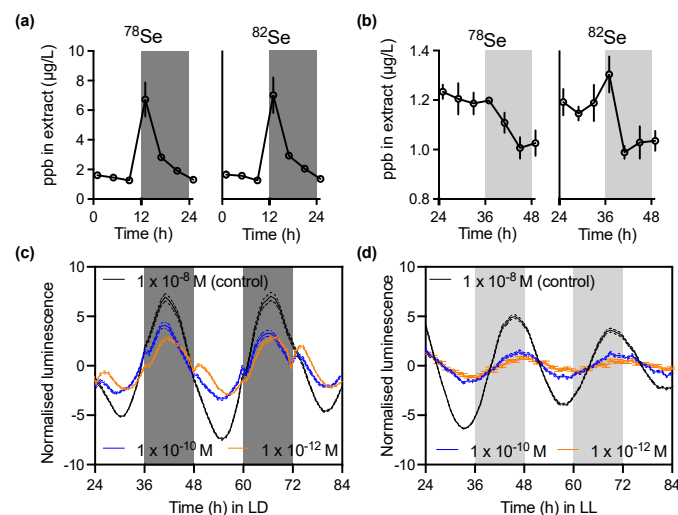 (a)
⁷⁸Se
⁸²Se
ppb in extract (µg/L)
10
8
6
4
2
0
0 12 24
0 12 24
Time (h)
Time (h)
(b)
⁷⁸Se
⁸²Se
ppb in extract (µg/L)
1.4
1.2
1.0
0.8
24 36 48
24 36 48
Time (h)
Time (h)
(c)
1 x 10⁻⁸ M (control)
Normalised luminescence
10
5
0
-5
-10
1 x 10⁻¹⁰ M
1 x 10⁻¹² M
24 36 48 60 72 84
Time (h) in LD
(d)
1 x 10⁻⁸ M (control)
Normalised luminescence
10
5
0
-5
-10
1 x 10⁻¹⁰ M
1 x 10⁻¹² M
24 36 48 60 72 84
Time (h) in LL